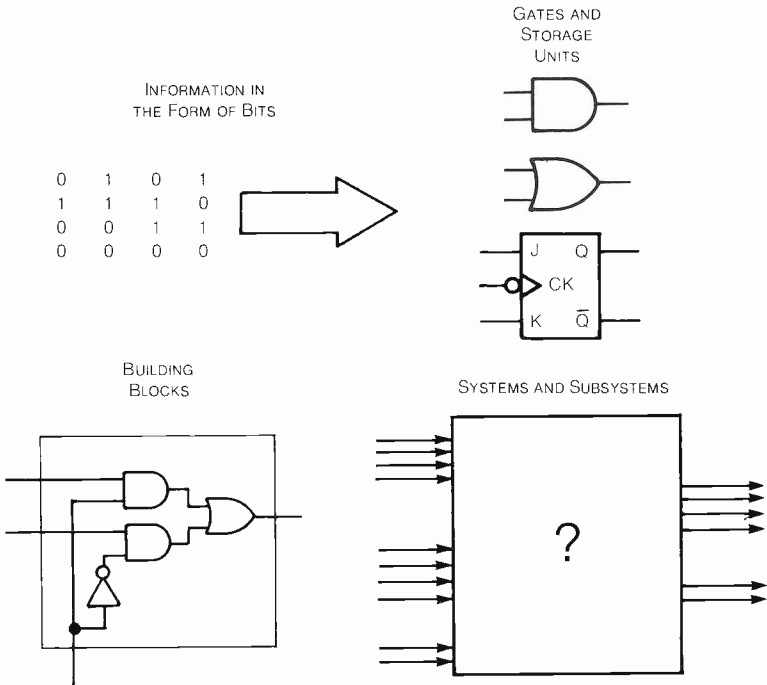 GATES AND
STORAGE
UNITS
INFORMATION IN
THE FORM OF BITS
0 1 0 1
1 1 1 0
0 0 1 1
0 0 0 0
J Q
CK
K Q̅
BUILDING
BLOCKS
SYSTEMS AND SUBSYSTEMS
?